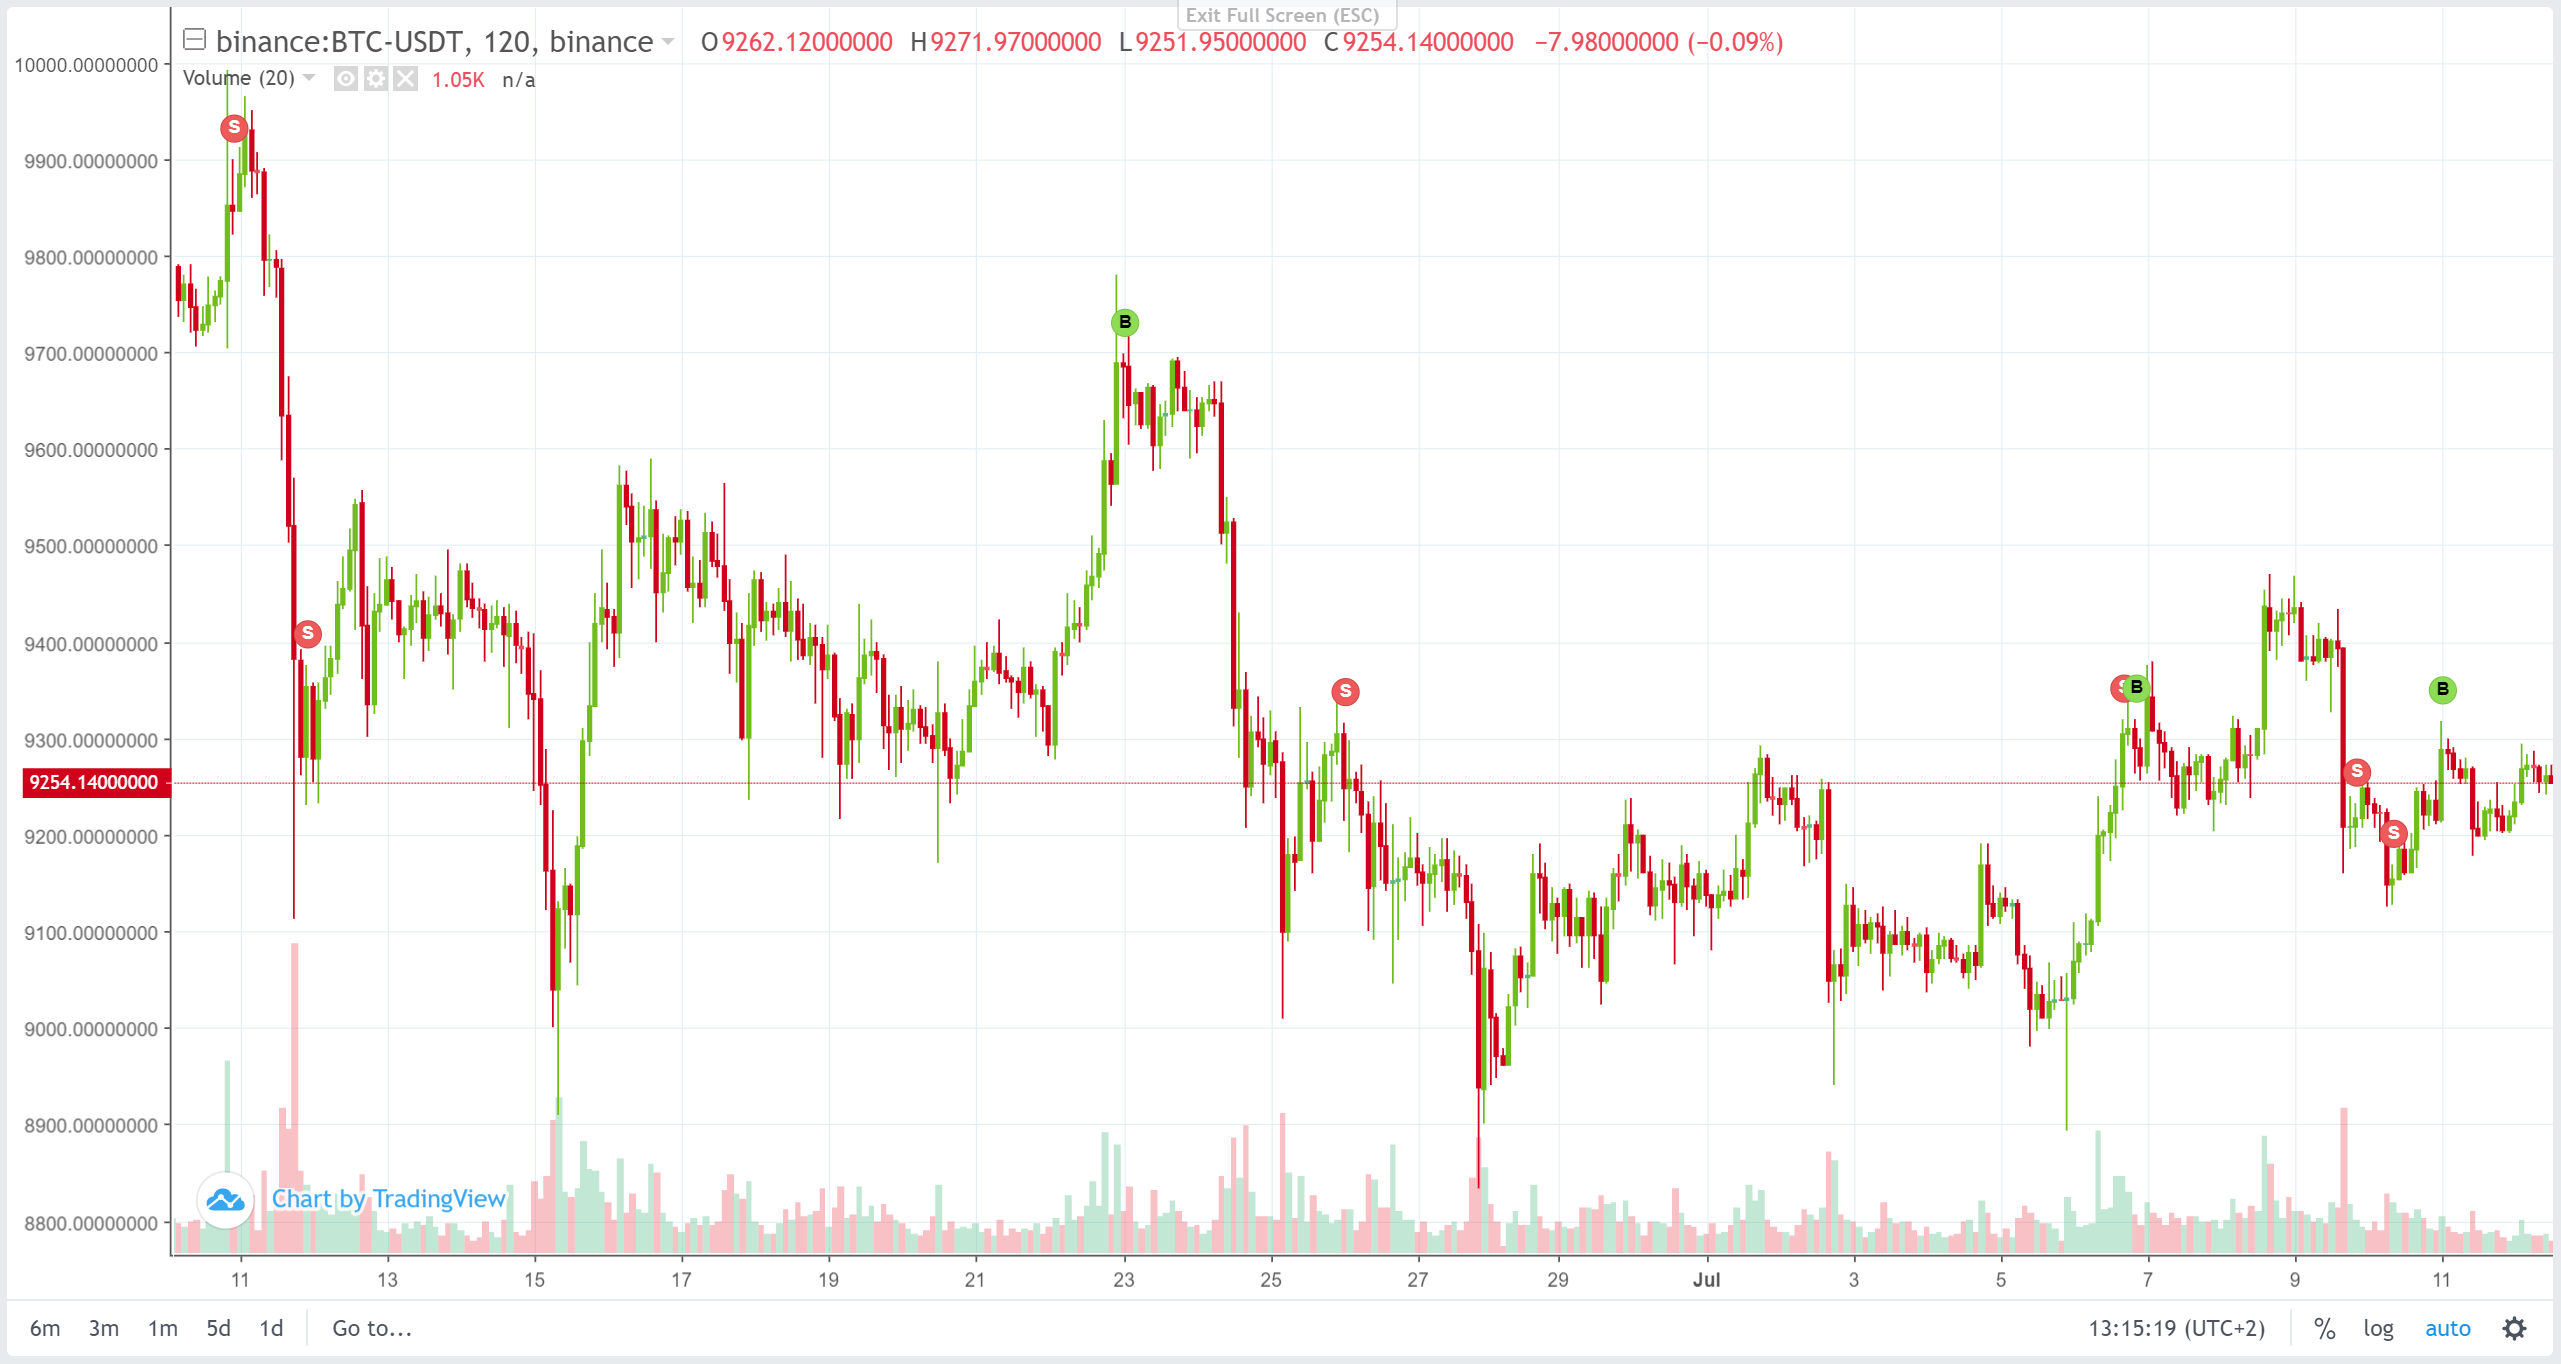 Exit Full Screen (ESC)
binance:BTC-USDT, 120, binance O9262.12000000 H9271.97000000 L9251.95000000 C9254.14000000 −7.98000000 (−0.09%)
Volume (20) 1.05K n/a
10000.00000000
S
9900.00000000
9800.00000000
B
9700.00000000
9600.00000000
9500.00000000
S
9400.00000000
S
S B
B
9300.00000000
S
9254.14000000
S
9200.00000000
9100.00000000
9000.00000000
8900.00000000
Chart by TradingView
8800.00000000
11 13 15 17 19 21 23 25 27 29 Jul 3 5 7 9 11
6m 3m 1m 5d 1d Go to... 13:15:19 (UTC+2) % log auto